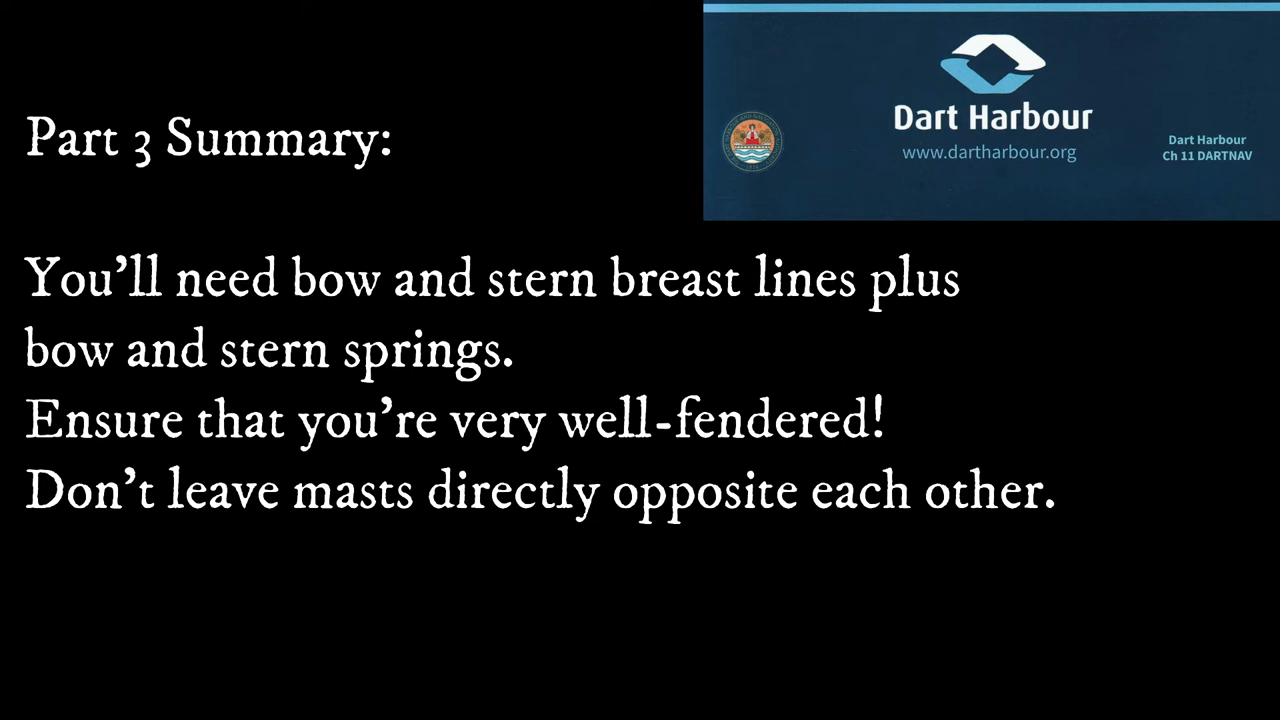 Dart Harbour
www.dartharbour.org
Dart Harbour
Ch 11 DARTNAV
Part 3 Summary:
You'll need bow and stern breast lines plus
bow and stern springs.
Ensure that you're very well-fendered!
Don't leave masts directly opposite each other.